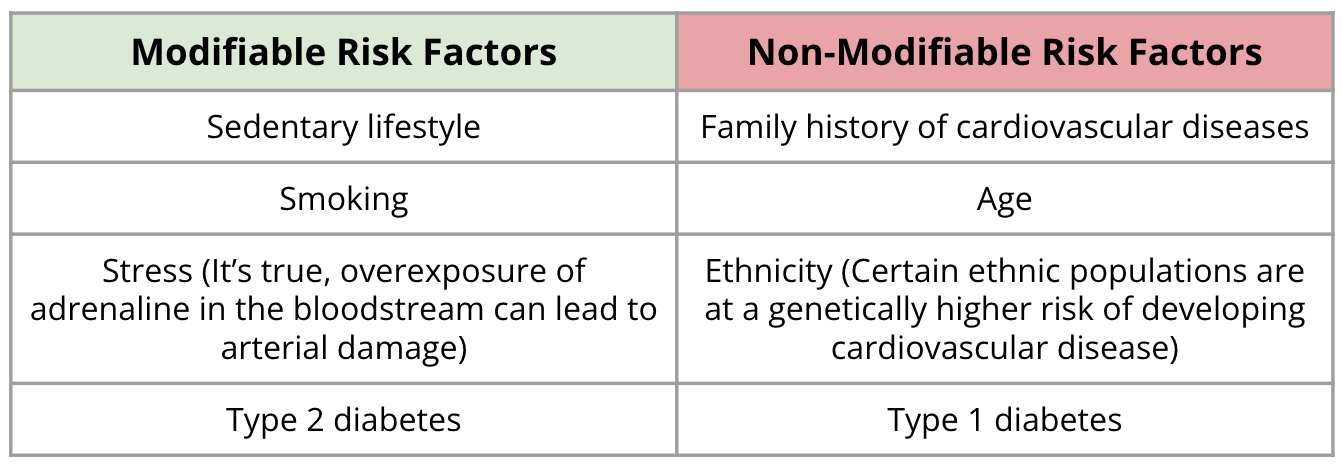 Modifiable Risk Factors
Non-Modifiable Risk Factors
Sedentary lifestyle
Family history of cardiovascular diseases
Smoking
Age
Stress (It’s true, overexposure of
adrenaline in the bloodstream can lead to
arterial damage)
Ethnicity (Certain ethnic populations are
at a genetically higher risk of developing
cardiovascular disease)
Type 2 diabetes
Type 1 diabetes